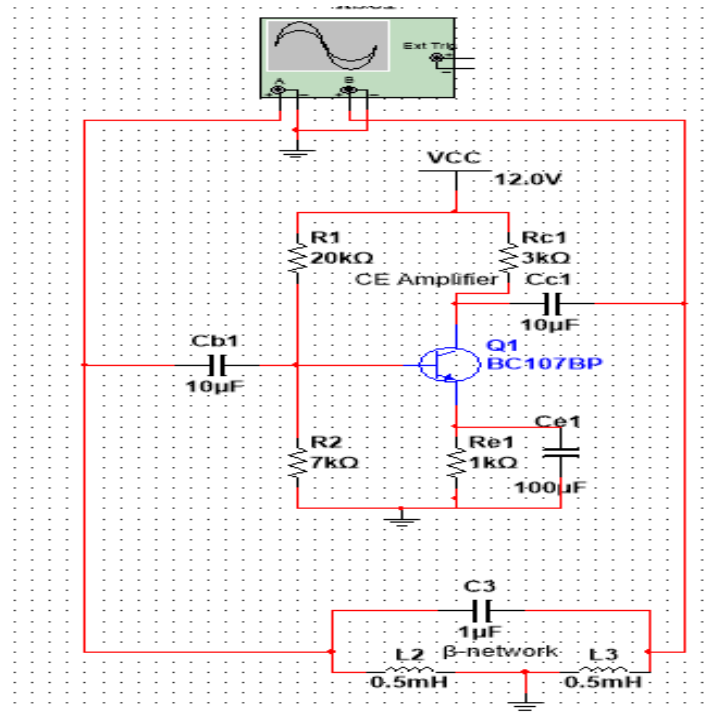 Ext Trig
A
B
VCC
12.0V
R1
20kΩ
Rc1
3kΩ
CE Amplifier
Cc1
10µF
Cb1
10µF
Q1
BC107BP
R2
7kΩ
Re1
1kΩ
Ce1
100µF
C3
1µF
L2
β-network
L3
0.5mH
0.5mH